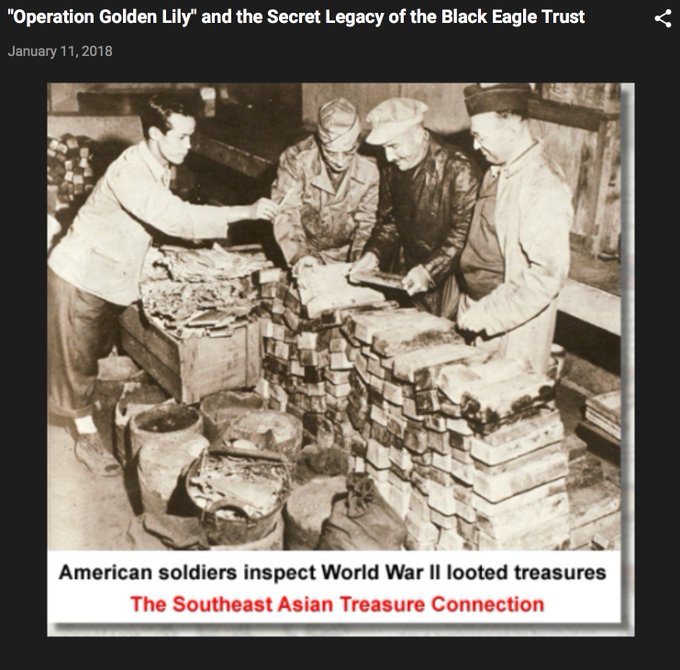 "Operation Golden Lily" and the Secret Legacy of the Black Eagle Trust
January 11, 2018
American soldiers inspect World War II looted treasures
The Southeast Asian Treasure Connection